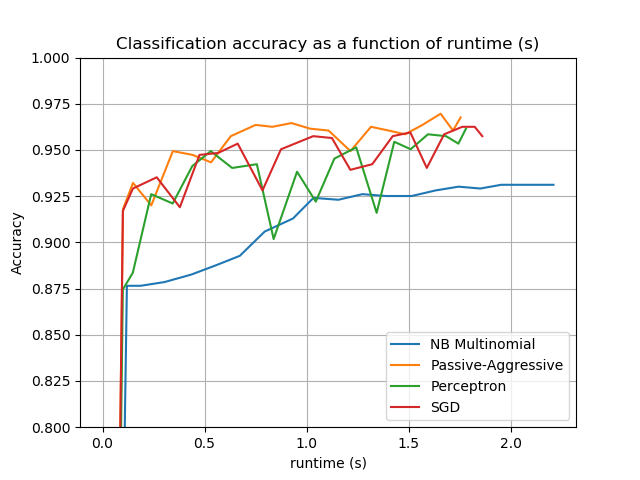 Classification accuracy as a function of runtime (s)
1.000
0.975
0.950
0.925
0.900
0.875
0.850
0.825
0.800
Accuracy
0.0 0.5 1.0 1.5 2.0
runtime (s)
NB Multinomial
Passive-Aggressive
Perceptron
SGD